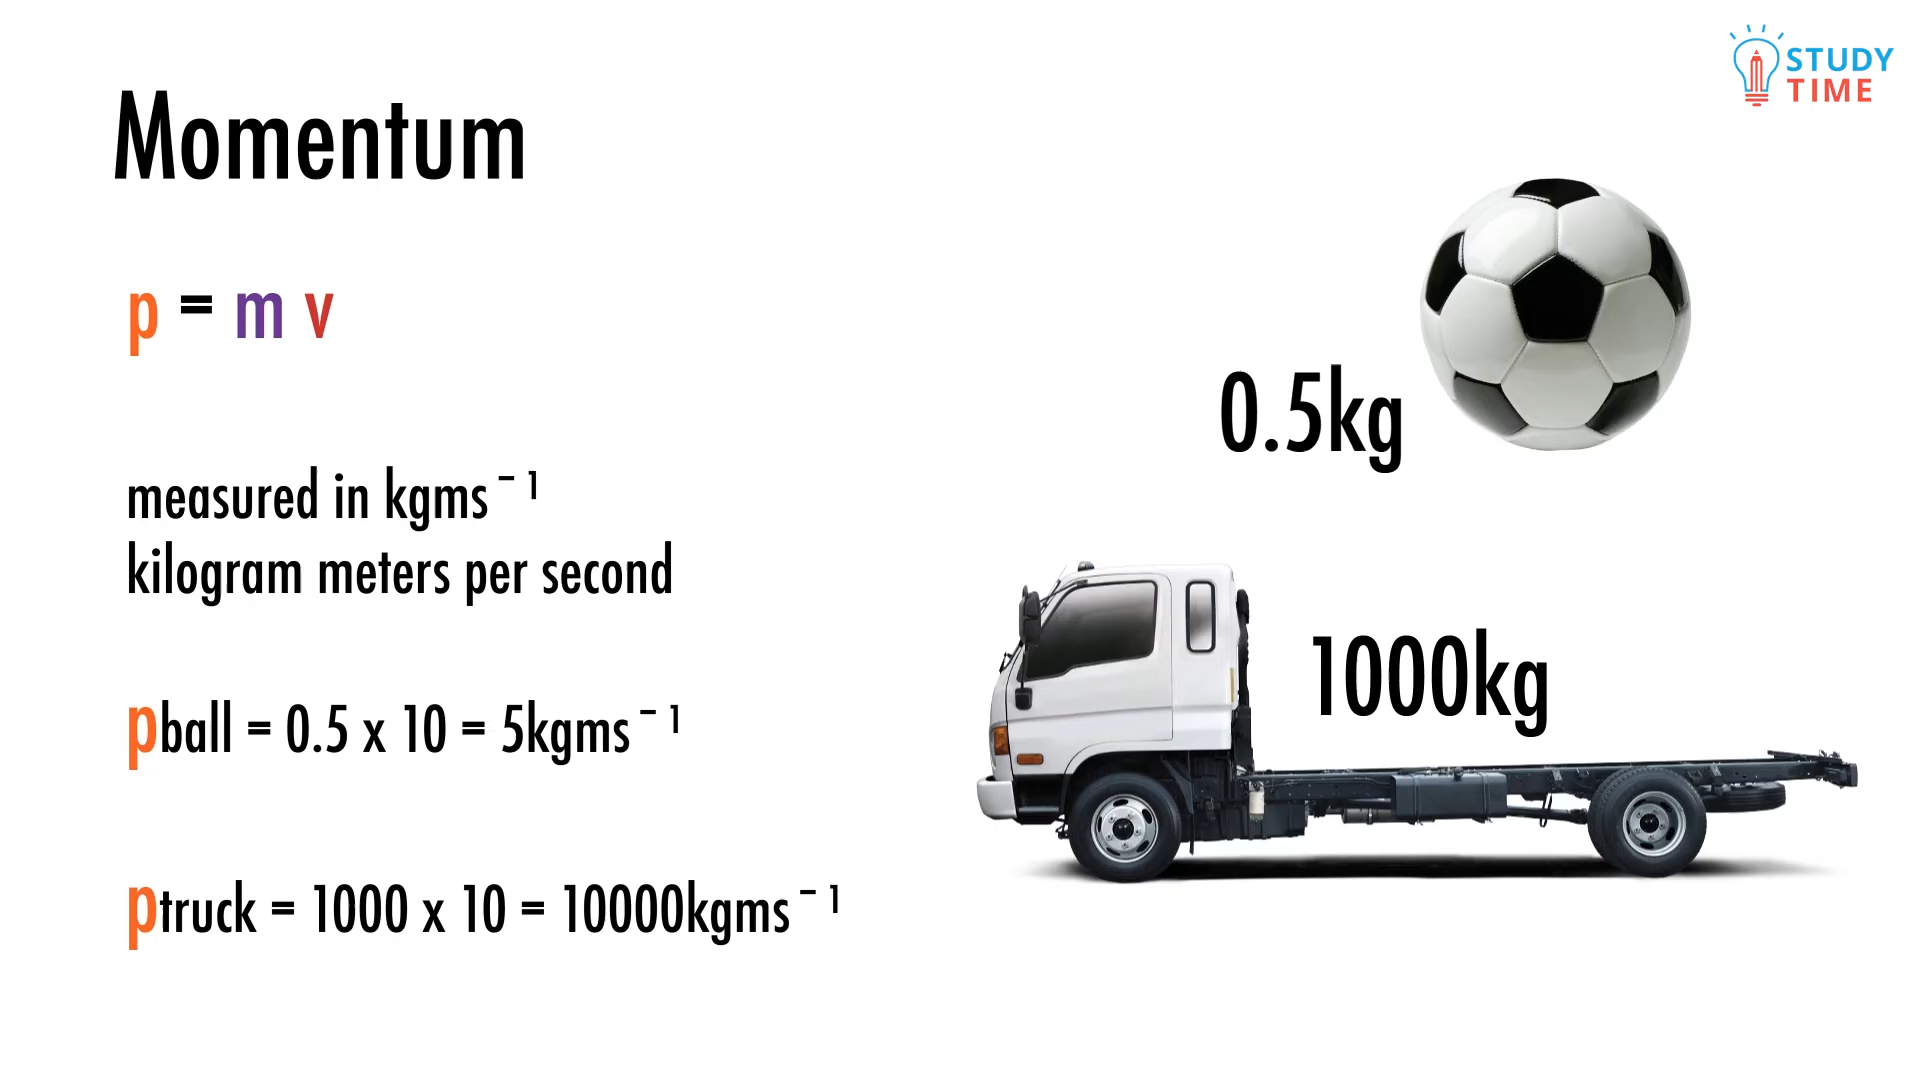 STUDY
TIME
Momentum
p = m v
0.5kg
measured in kgms⁻¹
kilogram meters per second
1000kg
pball = 0.5 x 10 = 5kgms⁻¹
ptruck = 1000 x 10 = 10000kgms⁻¹